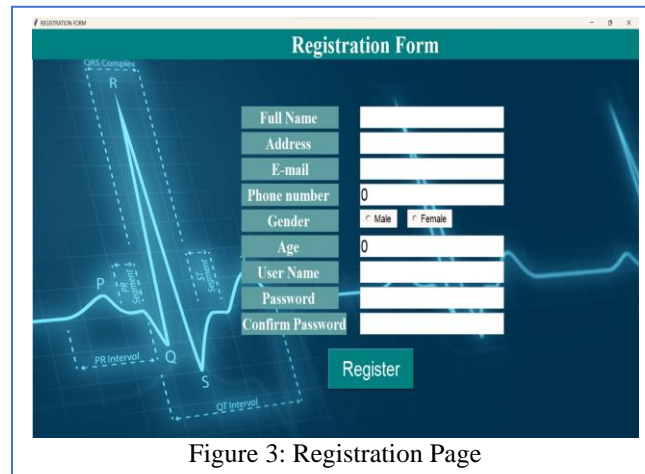 REGISTRATION FORM
Registration Form
QRS Complex
R
Full Name
Address
E-mail
Phone number 0
Gender Male Female
Age 0
User Name
Password
Confirm Password
P
PR Segment
ST Segment
PR Interval
Q
S
QT Interval
Register
Figure 3: Registration Page